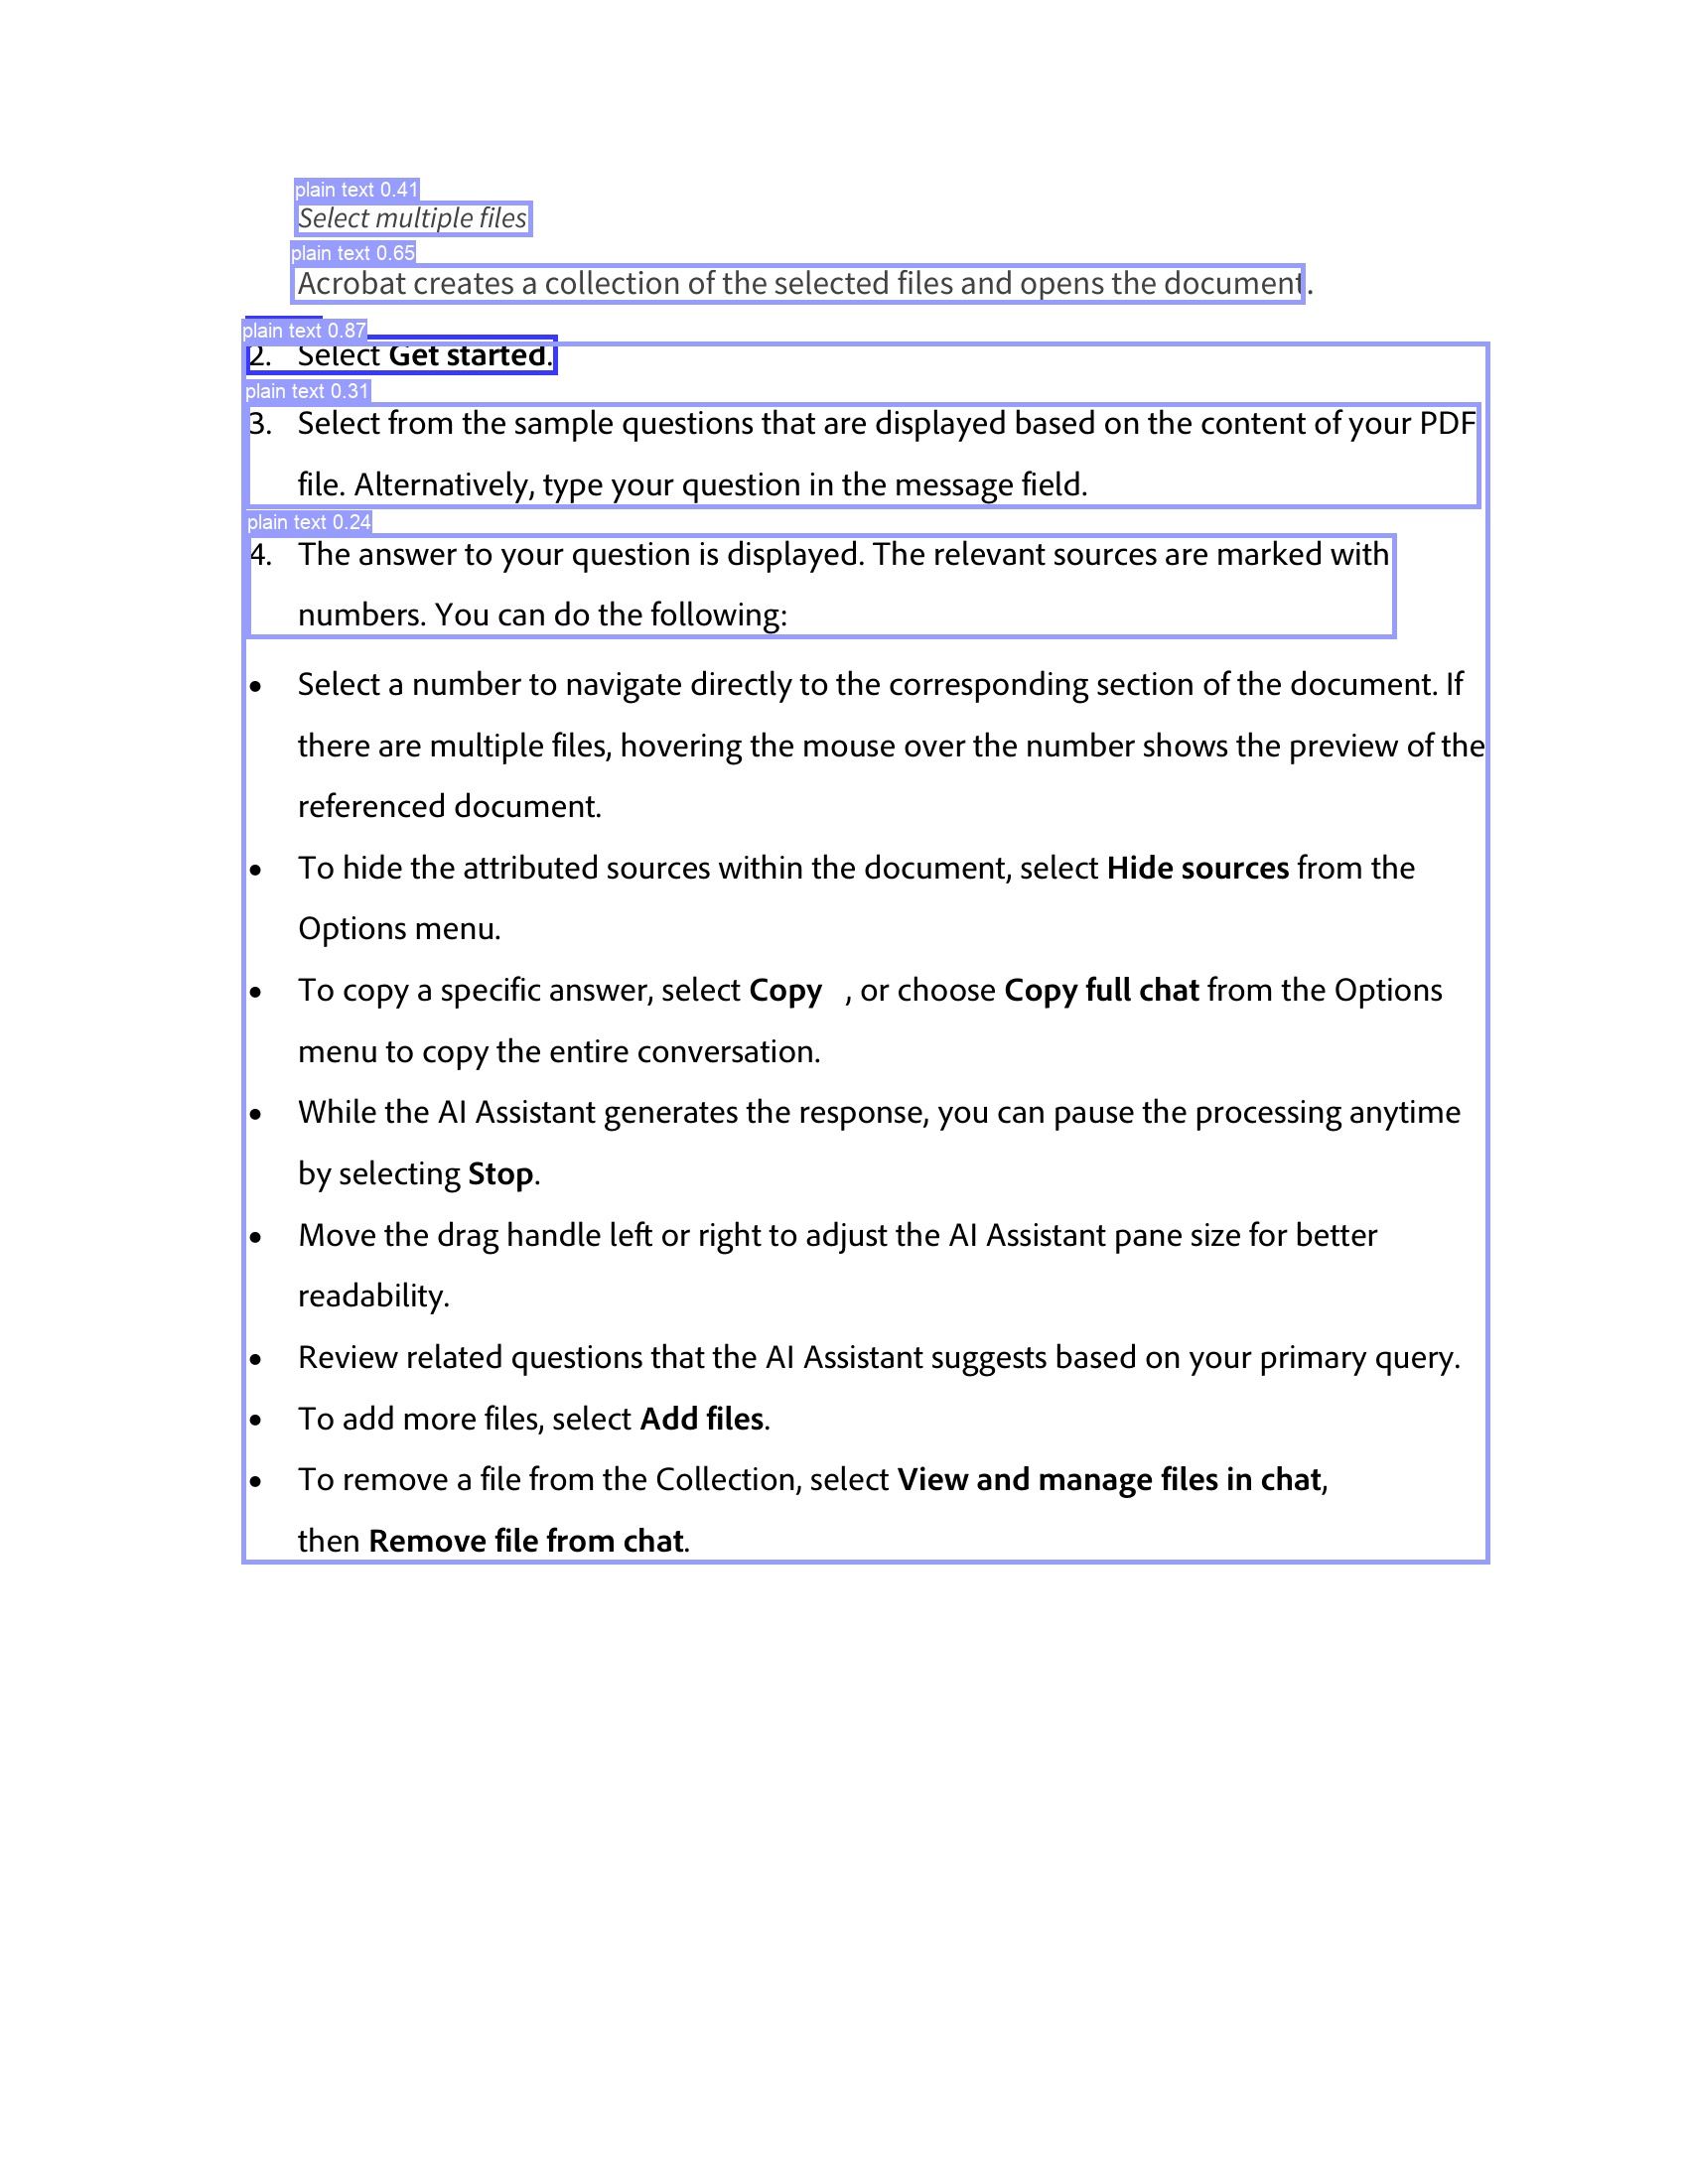 plain text 0.41
Select multiple files
plain text 0.65
Acrobat creates a collection of the selected files and opens the document.
plain text 0.87
2. Select Get started.
plain text 0.31
3. Select from the sample questions that are displayed based on the content of your PDF
file. Alternatively, type your question in the message field.
plain text 0.24
4. The answer to your question is displayed. The relevant sources are marked with
numbers. You can do the following:
• Select a number to navigate directly to the corresponding section of the document. If
there are multiple files, hovering the mouse over the number shows the preview of the
referenced document.
• To hide the attributed sources within the document, select Hide sources from the
Options menu.
• To copy a specific answer, select Copy , or choose Copy full chat from the Options
menu to copy the entire conversation.
• While the AI Assistant generates the response, you can pause the processing anytime
by selecting Stop.
• Move the drag handle left or right to adjust the AI Assistant pane size for better
readability.
• Review related questions that the AI Assistant suggests based on your primary query.
• To add more files, select Add files.
• To remove a file from the Collection, select View and manage files in chat,
then Remove file from chat.